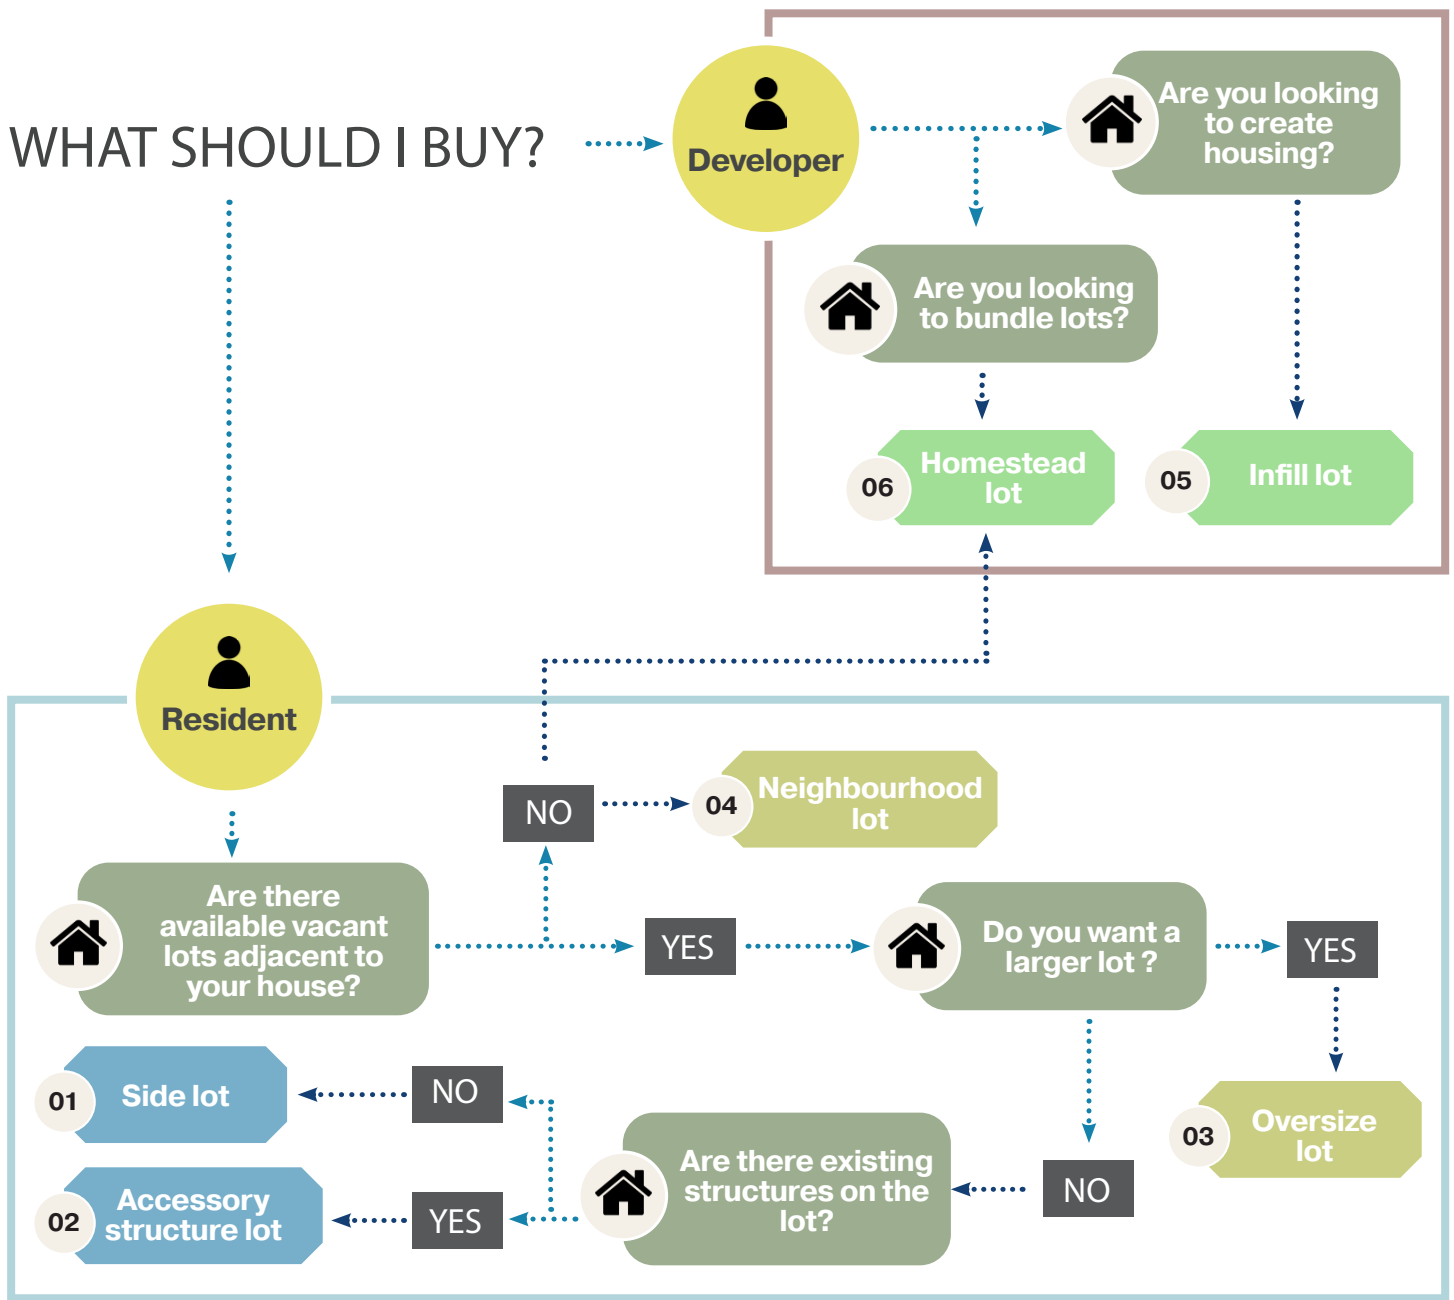 WHAT SHOULD I BUY?
Developer
Are you looking
to create
housing?
Are you looking
to bundle lots?
06
Homestead
lot
05
Infill lot
Resident
NO
04
Neighbourhood
lot
Are there
available vacant
lots adjacent to
your house?
YES
Do you want a
larger lot ?
YES
01
Side lot
NO
03
Oversize
lot
Are there existing
structures on the
lot?
NO
02
Accessory
structure lot
YES